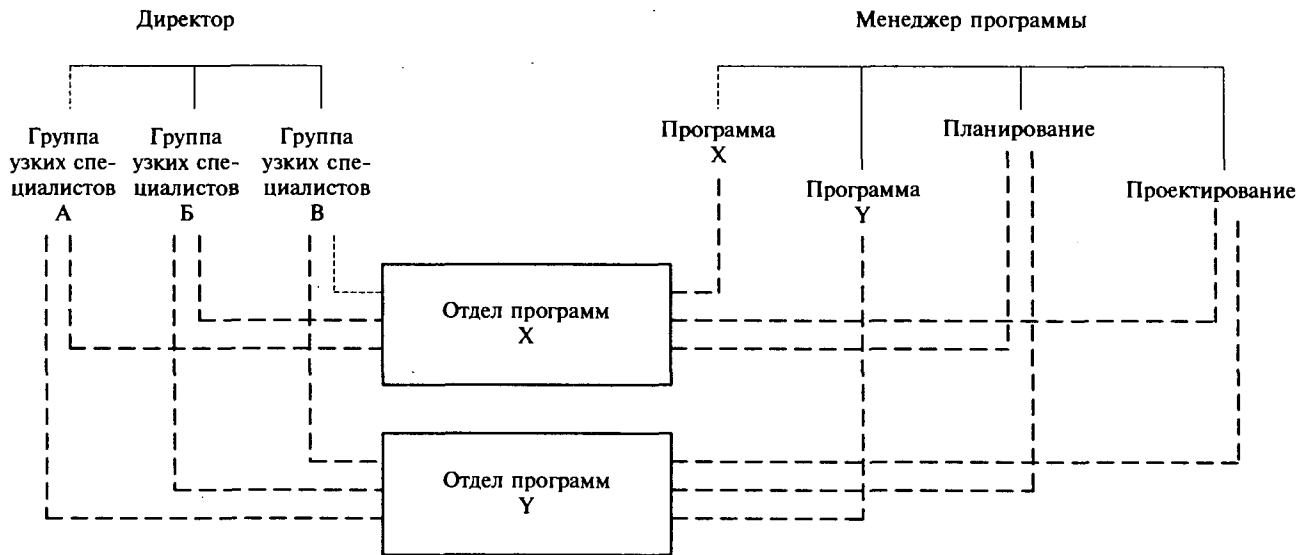 Директор
Менеджер программы
Группа
узких спе-
циалистов
А
Группа
узких спе-
циалистов
Б
Группа
узких спе-
циалистов
В
Программа
X
Программа
Y
Планирование
Проектирование
Отдел программ
X
Отдел программ
Y